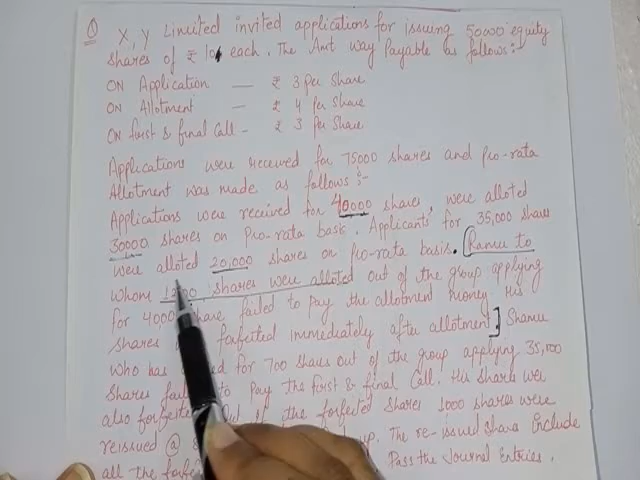 Q X, Y Limited invited applications for issuing 50000 equity
shares of ₹ 10 each. The Amt way Payable as follows:-
ON Application — ₹ 3 per share
ON Allotment — ₹ 4 per share
ON first & final Call - ₹ 3 Per Share
Applications were received for 75000 shares and pro-rata
Allotment was made as follows:-
Applications were received for 40000 shares, were alloted
30000 shares on pro-rata basis. Applicants for 35,000 share
were alloted 20,000 shares on pro-rata basis. (Ramu to
Whom 1200 shares were alloted out of the group applying
for 4000 share failed to pay the allotment money. His
shares forfeited immediately after allotment.] Shamu
Who has for 700 shares out of the group applying 35,000
Shares to Pay the first & final Call. His shares wer
also of the forfeited Shares 1000 shares were
reissued @ The re-issued shares include
all the Pass the Journal Entries.